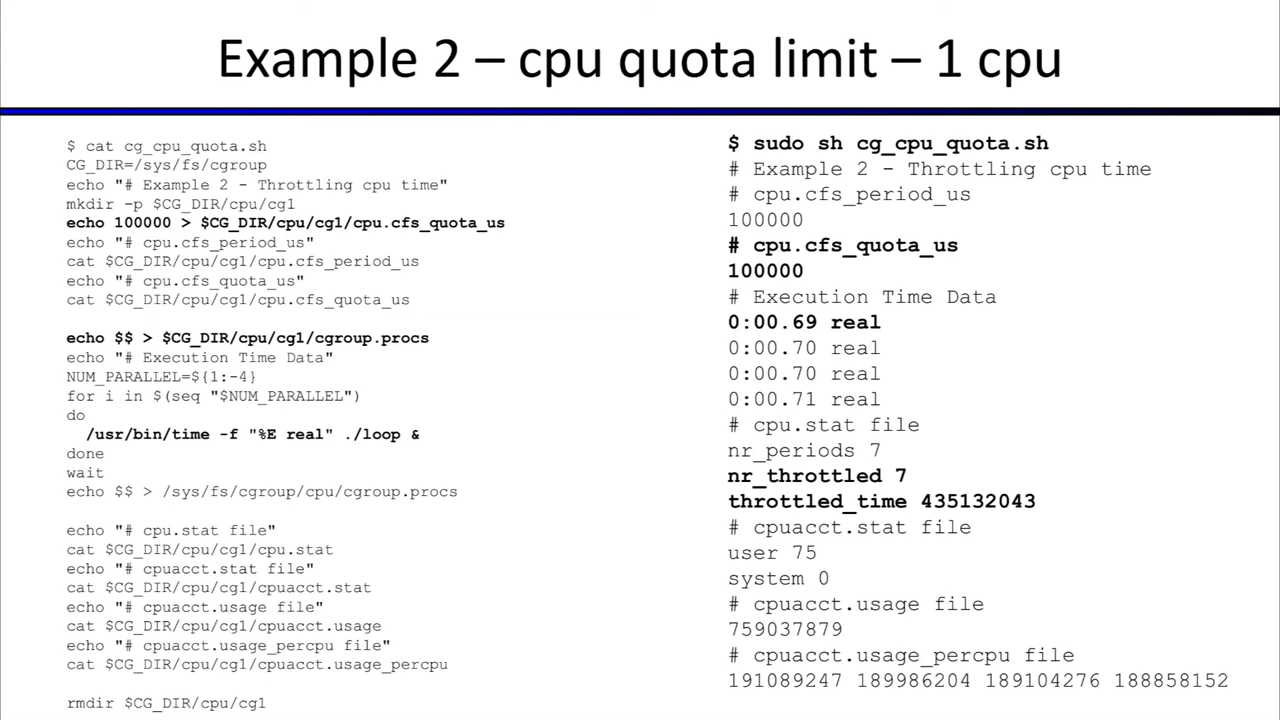 Example 2 – cpu quota limit – 1 cpu
$ cat cg_cpu_quota.sh
CG_DIR=/sys/fs/cgroup
echo "# Example 2 - Throttling cpu time"
mkdir -p $CG_DIR/cpu/cg1
echo 100000 > $CG_DIR/cpu/cg1/cpu.cfs_quota_us
echo "# cpu.cfs_period_us"
cat $CG_DIR/cpu/cg1/cpu.cfs_period_us
echo "# cpu.cfs_quota_us"
cat $CG_DIR/cpu/cg1/cpu.cfs_quota_us
echo $$ > $CG_DIR/cpu/cg1/cgroup.procs
echo "# Execution Time Data"
NUM_PARALLEL=${1:-4}
for i in $(seq "$NUM_PARALLEL")
do
  /usr/bin/time -f "%E real" ./loop &
done
wait
echo $$ > /sys/fs/cgroup/cpu/cgroup.procs
echo "# cpu.stat file"
cat $CG_DIR/cpu/cg1/cpu.stat
echo "# cpuacct.stat file"
cat $CG_DIR/cpu/cg1/cpuacct.stat
echo "# cpuacct.usage file"
cat $CG_DIR/cpu/cg1/cpuacct.usage
echo "# cpuacct.usage_percpu file"
cat $CG_DIR/cpu/cg1/cpuacct.usage_percpu
rmdir $CG_DIR/cpu/cg1
$ sudo sh cg_cpu_quota.sh
# Example 2 - Throttling cpu time
# cpu.cfs_period_us
100000
# cpu.cfs_quota_us
100000
# Execution Time Data
0:00.69 real
0:00.70 real
0:00.70 real
0:00.71 real
# cpu.stat file
nr_periods 7
nr_throttled 7
throttled_time 435132043
# cpuacct.stat file
user 75
system 0
# cpuacct.usage file
759037879
# cpuacct.usage_percpu file
191089247 189986204 189104276 188858152